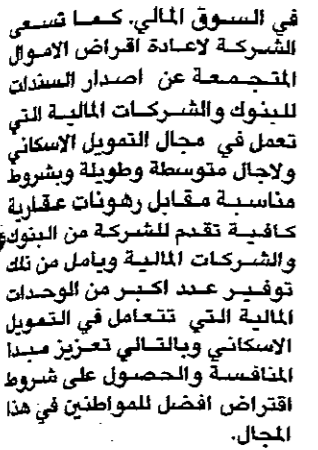 في السوق المالي. كما تسعى
الشركة لاعادة اقراض الاموال
المتجمعة عن اصدار السندات
للبنوك والشركات المالية التي
تعمل في مجال التمويل الاسكاني
ولاجال متوسطة وطويلة وبشروط
مناسبة مقابل رهونات عقارية
كافية تقدم للشركة من البنوك
والشركات المالية ويامل من ذلك
توفير عدد اكبر من الوحدات
المالية التي تتعامل في التمويل
الاسكاني وبالتالي تعزيز مبدا
المنافسة والحصول على شروط
اقتراض افضل للمواطنين في هذا
المجال.